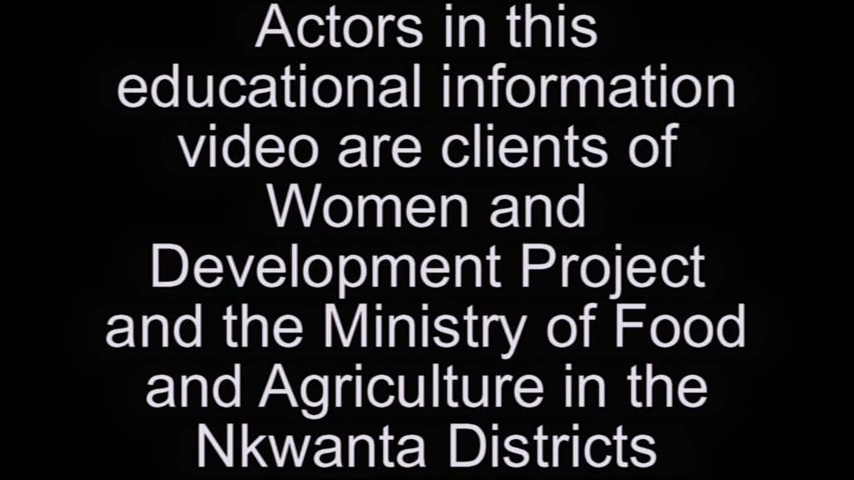 Actors in this
educational information
video are clients of
Women and
Development Project
and the Ministry of Food
and Agriculture in the
Nkwanta Districts